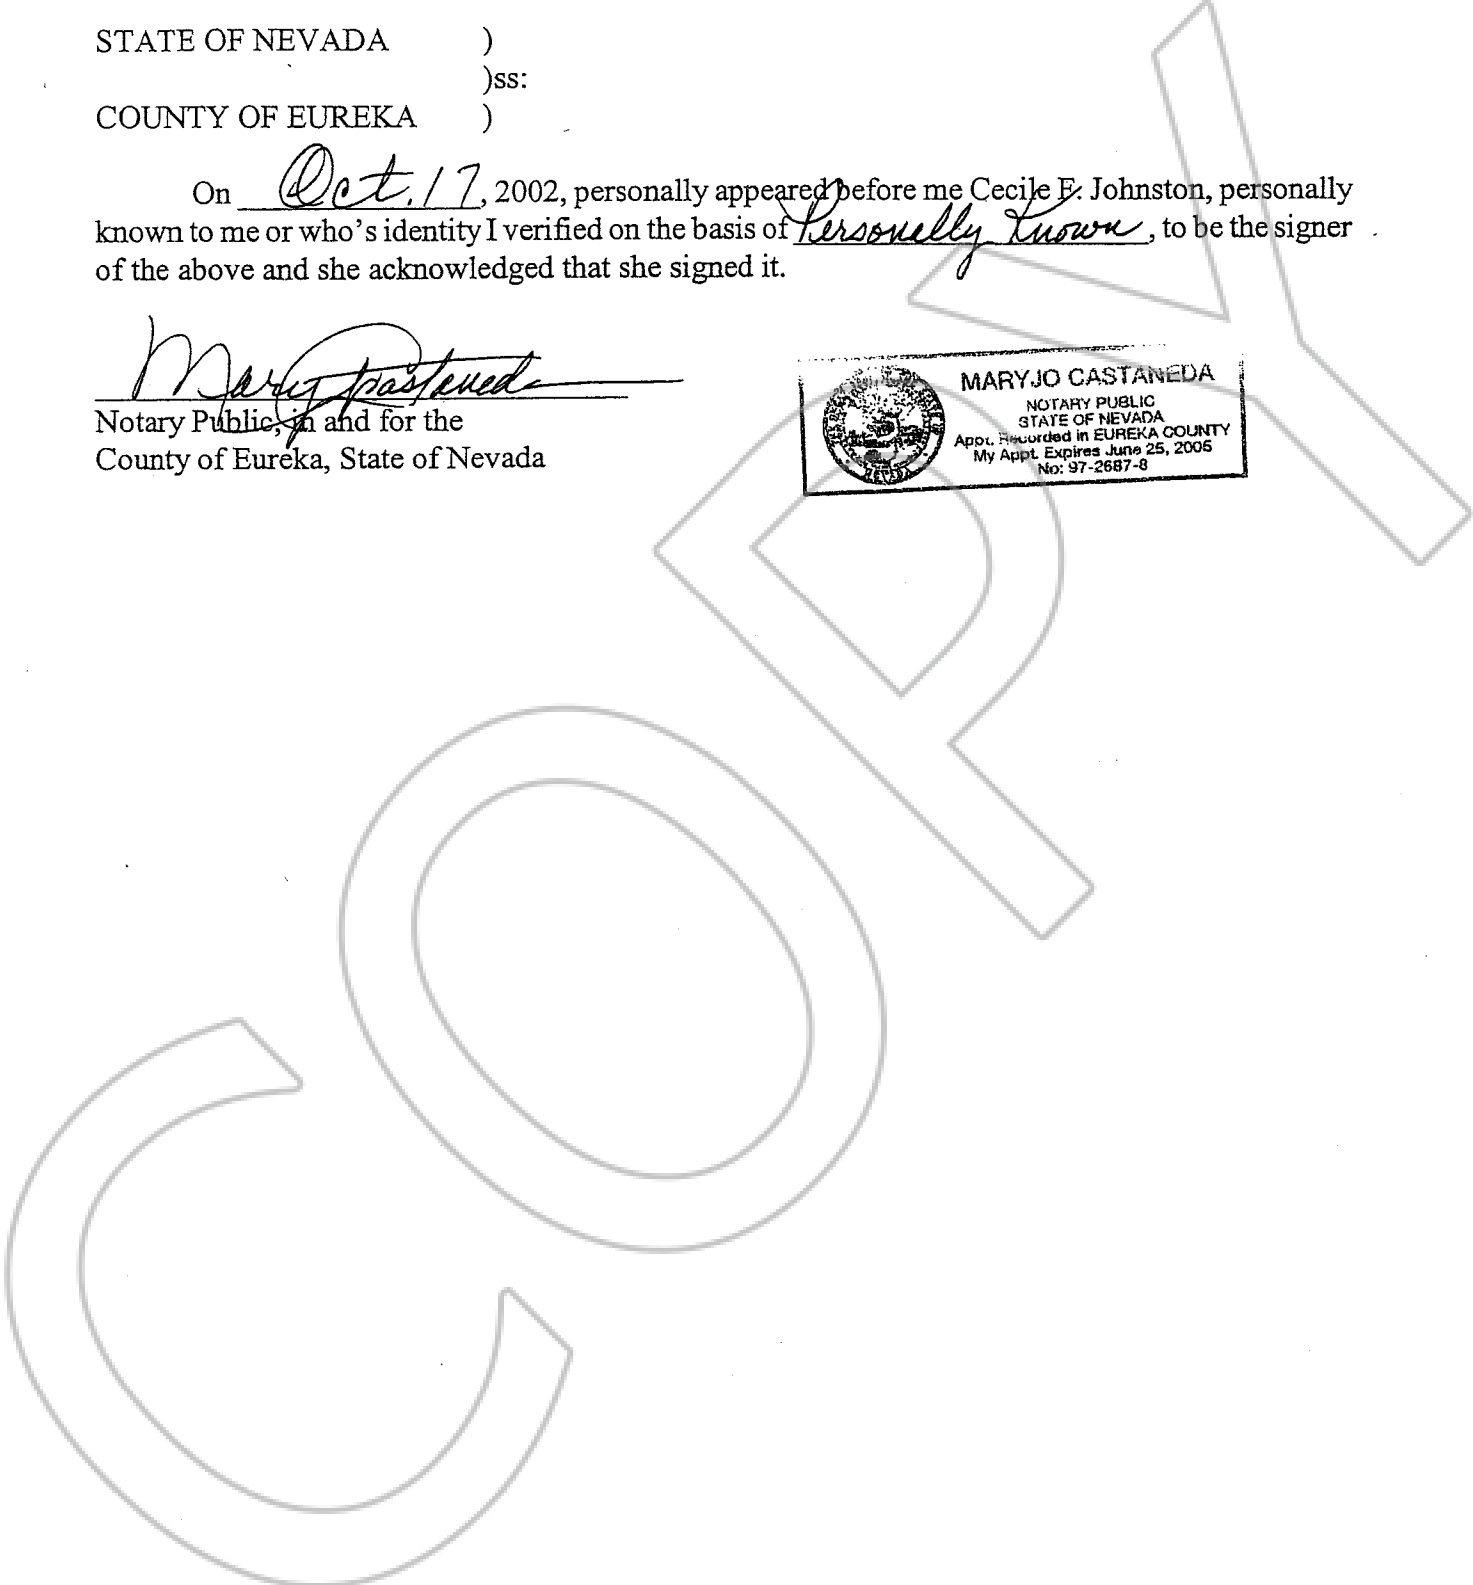 STATE OF NEVADA )
)ss:
COUNTY OF EUREKA )
On Oct. 17, 2002, personally appeared before me Cecile F. Johnston, personally
known to me or who's identity I verified on the basis of Personally Known, to be the signer
of the above and she acknowledged that she signed it.
Mary Jo Castaneda
Notary Public, in and for the
County of Eureka, State of Nevada
MARYJO CASTANEDA
NOTARY PUBLIC
STATE OF NEVADA
Appt. Recorded in EUREKA COUNTY
My Appt. Expires June 25, 2005
No: 97-2687-8
NEVADA
COPY